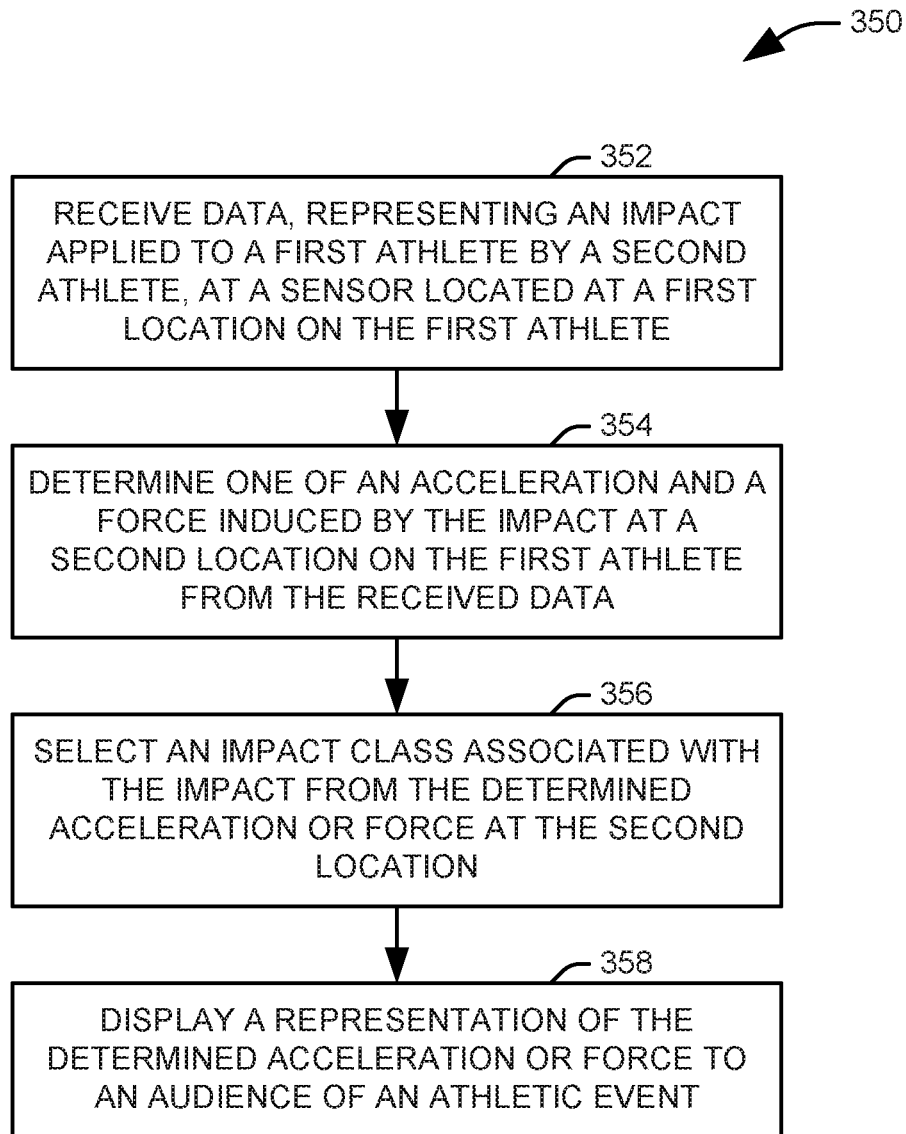 350
352
RECEIVE DATA, REPRESENTING AN IMPACT
APPLIED TO A FIRST ATHLETE BY A SECOND
ATHLETE, AT A SENSOR LOCATED AT A FIRST
LOCATION ON THE FIRST ATHLETE
354
DETERMINE ONE OF AN ACCELERATION AND A
FORCE INDUCED BY THE IMPACT AT A
SECOND LOCATION ON THE FIRST ATHLETE
FROM THE RECEIVED DATA
356
SELECT AN IMPACT CLASS ASSOCIATED WITH
THE IMPACT FROM THE DETERMINED
ACCELERATION OR FORCE AT THE SECOND
LOCATION
358
DISPLAY A REPRESENTATION OF THE
DETERMINED ACCELERATION OR FORCE TO
AN AUDIENCE OF AN ATHLETIC EVENT